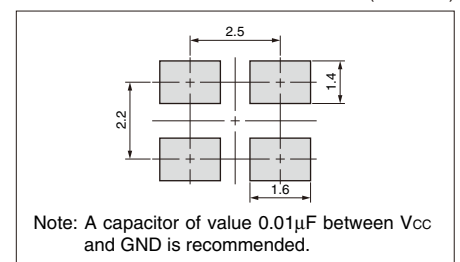 2.5
1.4
2.2
1.6
Note: A capacitor of value 0.01μF between Vcc
and GND is recommended.